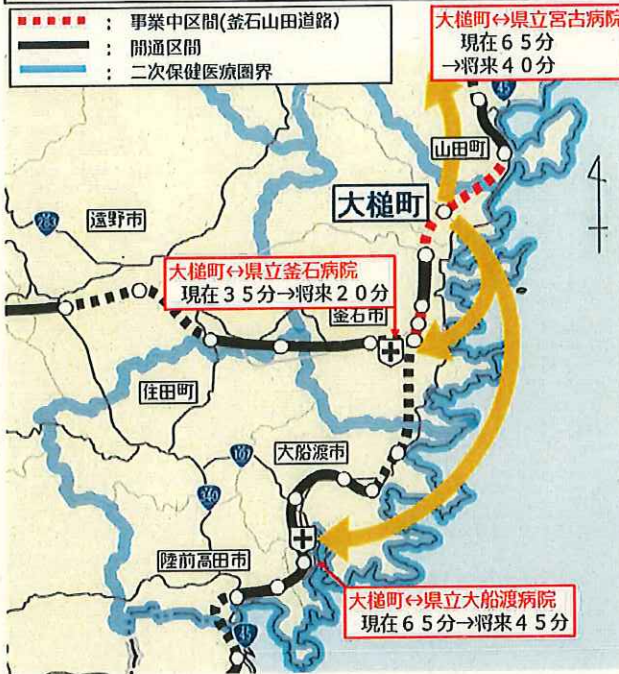 ： 事業中区間(釜石山田道路)
： 開通区間
： 二次保健医療圏界
大槌町⇔県立宮古病院
現在６５分
→将来４０分
45
山田町
大槌町
283
遠野市
大槌町⇔県立釜石病院
現在３５分→将来２０分
釜石市
住田町
大船渡市
107
340
陸前高田市
大槌町⇔県立大船渡病院
現在６５分→将来４５分
45